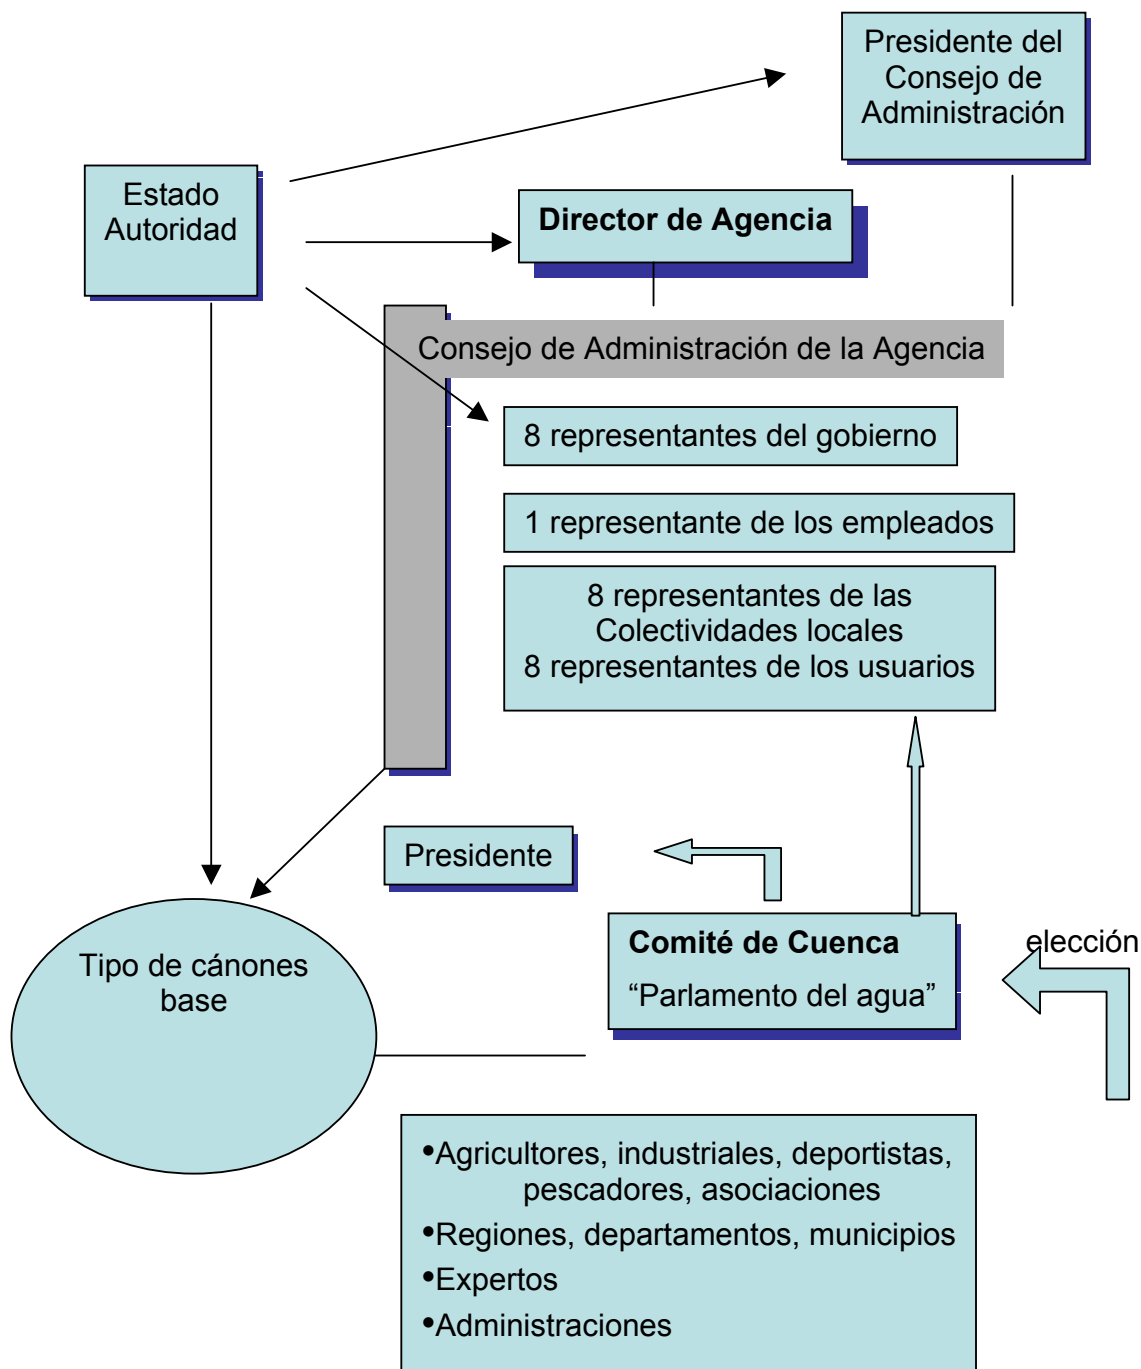 Presidente del
Consejo de
Administración
Estado
Autoridad
Director de Agencia
Consejo de Administración de la Agencia
8 representantes del gobierno
1 representante de los empleados
8 representantes de las
Colectividades locales
8 representantes de los usuarios
Presidente
Comité de Cuenca
“Parlamento del agua”
elección
Tipo de cánones
base
•Agricultores, industriales, deportistas,
pescadores, asociaciones
•Regiones, departamentos, municipios
•Expertos
•Administraciones